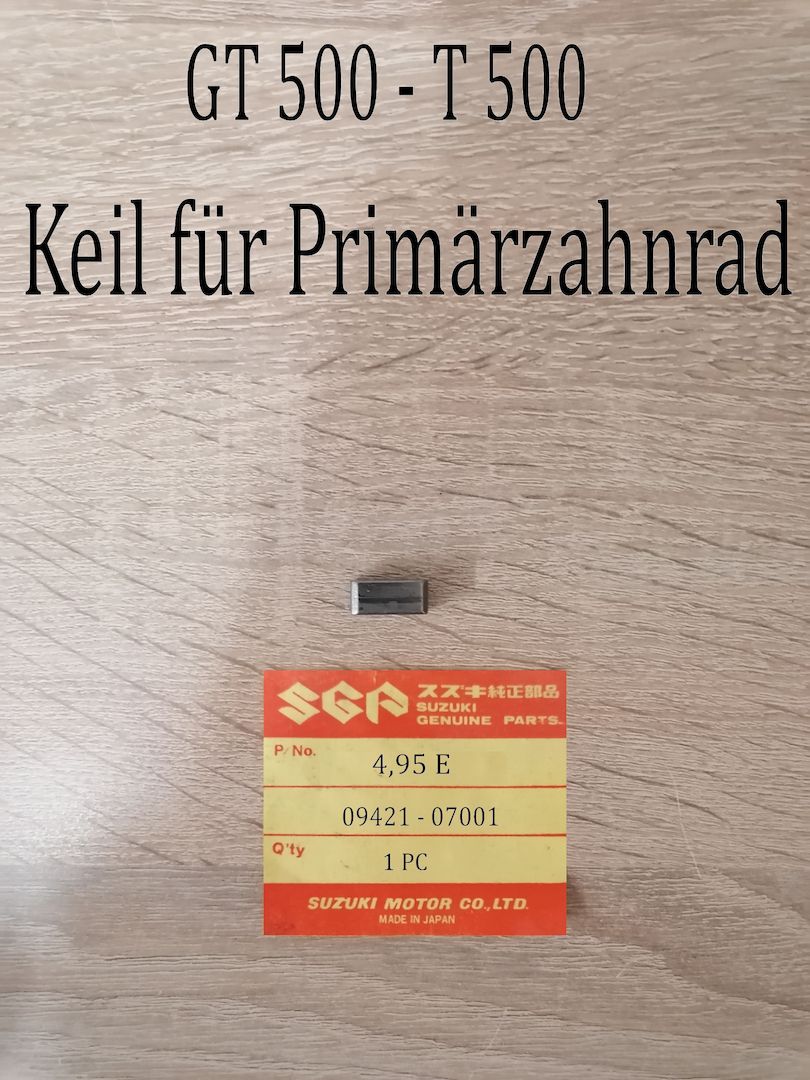 GT 500 - T 500
Keil für Primärzahnrad
SGP スズキ純正部品
SUZUKI
GENUINE PARTS.
P/No.
4,95 E
09421 - 07001
Q'ty
1 PC
SUZUKI MOTOR CO.,LTD.
MADE IN JAPAN